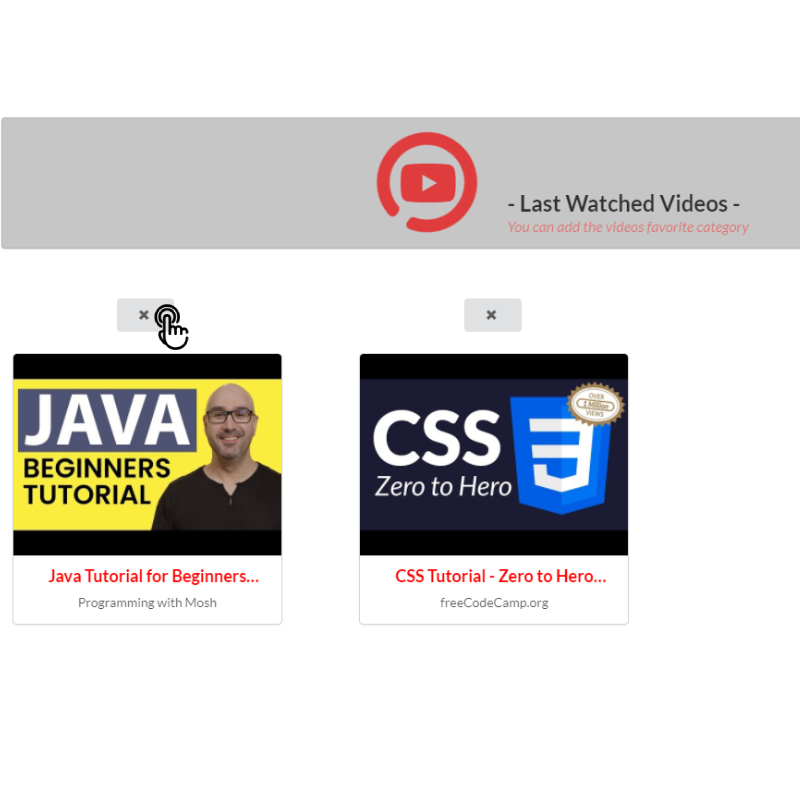 - Last Watched Videos -
You can add the videos favorite category
JAVA
BEGINNERS
TUTORIAL
Java Tutorial for Beginners...
Programming with Mosh
OVER
1 Million
VIEWS
CSS
Zero to Hero
CSS Tutorial - Zero to Hero...
freeCodeCamp.org